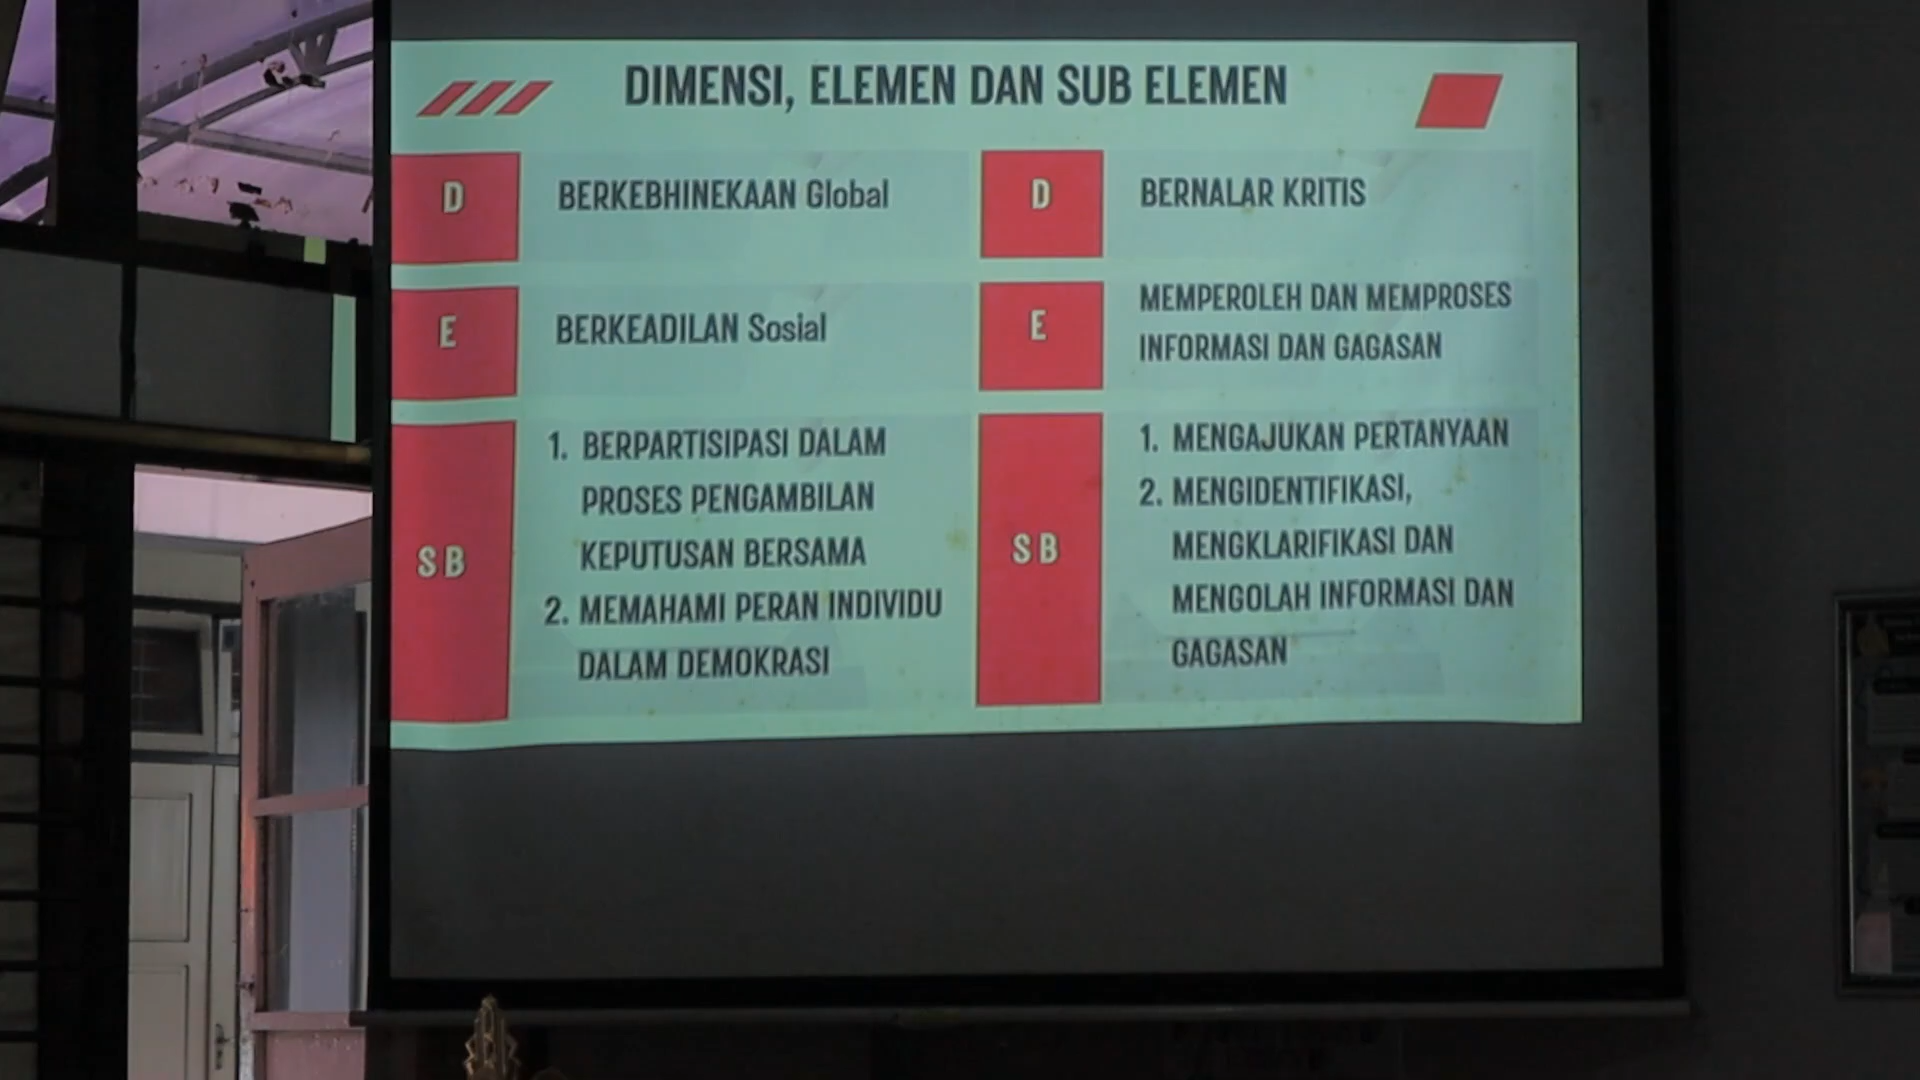 DIMENSI, ELEMEN DAN SUB ELEMEN
D
BERKEBHINEKAAN Global
E
BERKEADILAN Sosial
S B
1. BERPARTISIPASI DALAM
PROSES PENGAMBILAN
KEPUTUSAN BERSAMA
2. MEMAHAMI PERAN INDIVIDU
DALAM DEMOKRASI
D
BERNALAR KRITIS
E
MEMPEROLEH DAN MEMPROSES
INFORMASI DAN GAGASAN
S B
1. MENGAJUKAN PERTANYAAN
2. MENGIDENTIFIKASI,
MENGKLARIFIKASI DAN
MENGOLAH INFORMASI DAN
GAGASAN